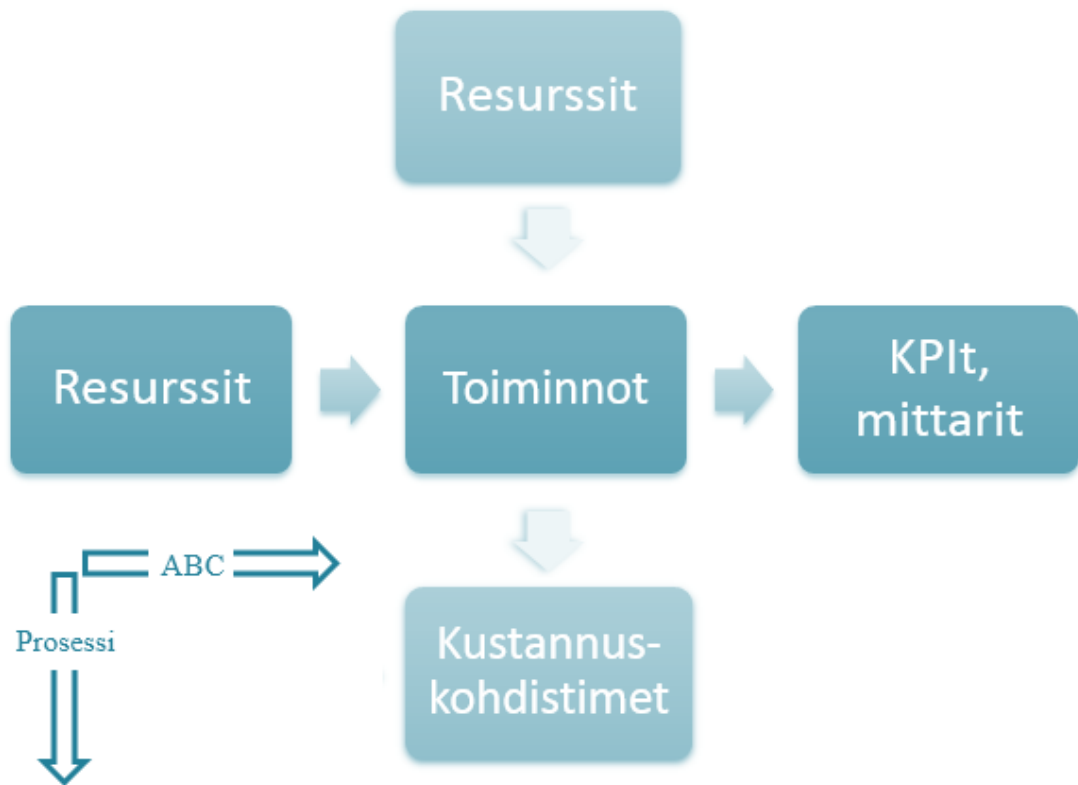 Resurssit
Resurssit
Toiminnot
KPIt,
mittarit
ABC
Prosessi
Kustannus-
kohdistimet